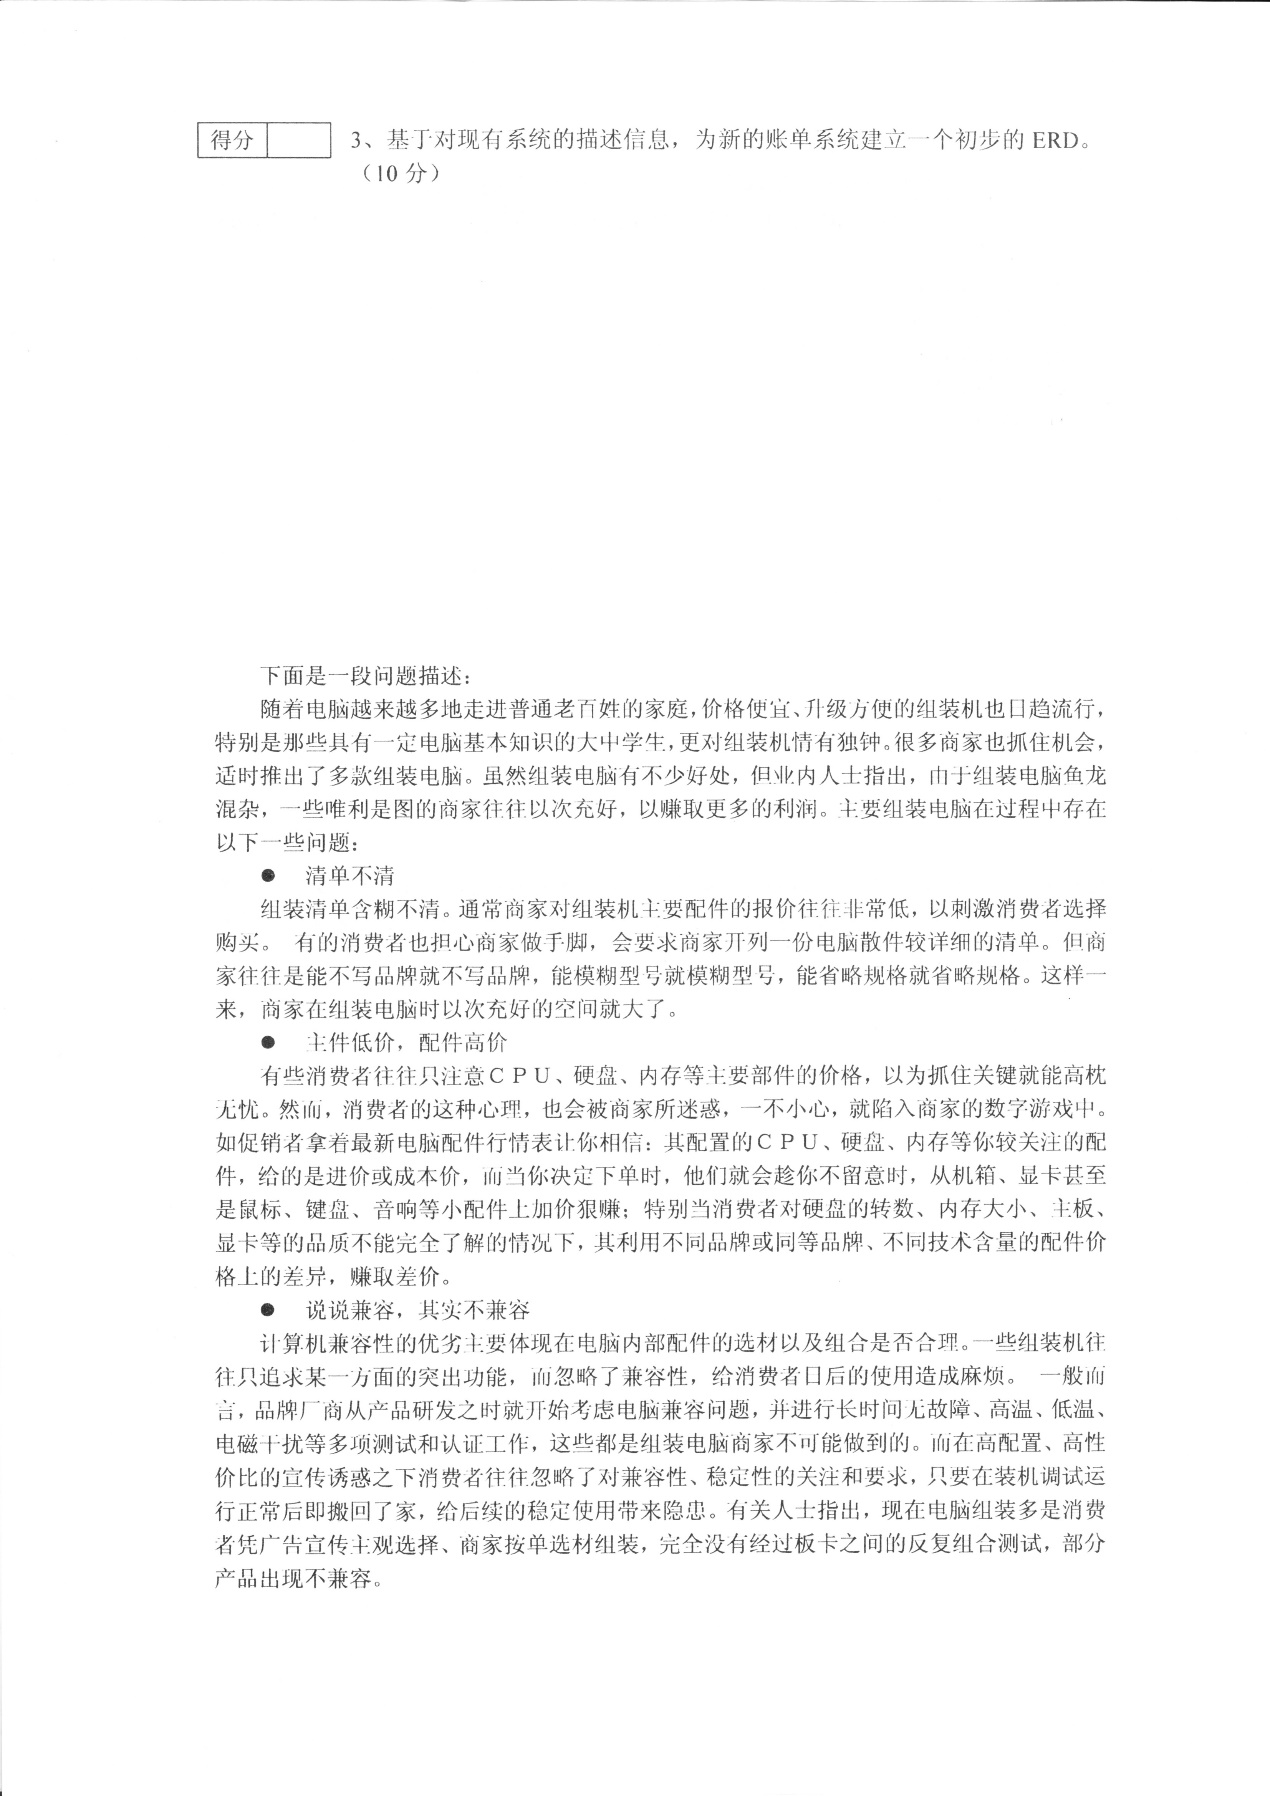 得分
3、基于对现有系统的描述信息，为新的账单系统建立一个初步的 ERD。
（10 分）
下面是一段问题描述：
随着电脑越来越多地走进普通老百姓的家庭，价格便宜、升级方便的组装机也日趋流行，
特别是那些具有一定电脑基本知识的大中学生，更对组装机情有独钟。很多商家也抓住机会，
适时推出了多款组装电脑。虽然组装电脑有不少好处，但业内人士指出，由于组装电脑鱼龙
混杂，一些唯利是图的商家往往以次充好，以赚取更多的利润。主要组装电脑在过程中存在
以下一些问题：
● 清单不清
组装清单含糊不清。通常商家对组装机主要配件的报价往往非常低，以刺激消费者选择
购买。 有的消费者也担心商家做手脚，会要求商家开列一份电脑散件较详细的清单。但商
家往往是能不写品牌就不写品牌，能模糊型号就模糊型号，能省略规格就省略规格。这样一
来，商家在组装电脑时以次充好的空间就大了。
● 主件低价，配件高价
有些消费者往往只注意ＣＰＵ、硬盘、内存等主要部件的价格，以为抓住关键就能高枕
无忧。然而，消费者的这种心理，也会被商家所迷惑，一不小心，就陷入商家的数字游戏中。
如促销者拿着最新电脑配件行情表让你相信：其配置的ＣＰＵ、硬盘、内存等你较关注的配
件，给的是进价或成本价，而当你决定下单时，他们就会趁你不留意时，从机箱、显卡甚至
是鼠标、键盘、音响等小配件上加价狠赚；特别当消费者对硬盘的转数、内存大小、主板、
显卡等的品质不能完全了解的情况下，其利用不同品牌或同等品牌、不同技术含量的配件价
格上的差异，赚取差价。
● 说说兼容，其实不兼容
计算机兼容性的优劣主要体现在电脑内部配件的选材以及组合是否合理。一些组装机往
往只追求某一方面的突出功能，而忽略了兼容性，给消费者日后的使用造成麻烦。 一般而
言，品牌厂商从产品研发之时就开始考虑电脑兼容问题，并进行长时间无故障、高温、低温、
电磁干扰等多项测试和认证工作，这些都是组装电脑商家不可能做到的。而在高配置、高性
价比的宣传诱惑之下消费者往往忽略了对兼容性、稳定性的关注和要求，只要在装机调试运
行正常后即搬回了家，给后续的稳定使用带来隐患。有关人士指出，现在电脑组装多是消费
者凭广告宣传主观选择、商家按单选材组装，完全没有经过板卡之间的反复组合测试，部分
产品出现不兼容。